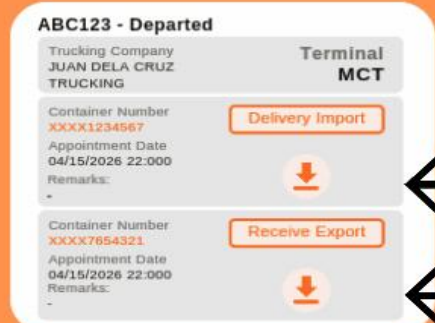 ABC123 - Departed
Trucking Company
JUAN DELA CRUZ
TRUCKING
Terminal
MCT
Container Number
XXXX1234567
Delivery Import
Appointment Date
04/15/2026 22:000
Remarks:
-
Container Number
XXXX7654321
Receive Export
Appointment Date
04/15/2026 22:000
Remarks:
-